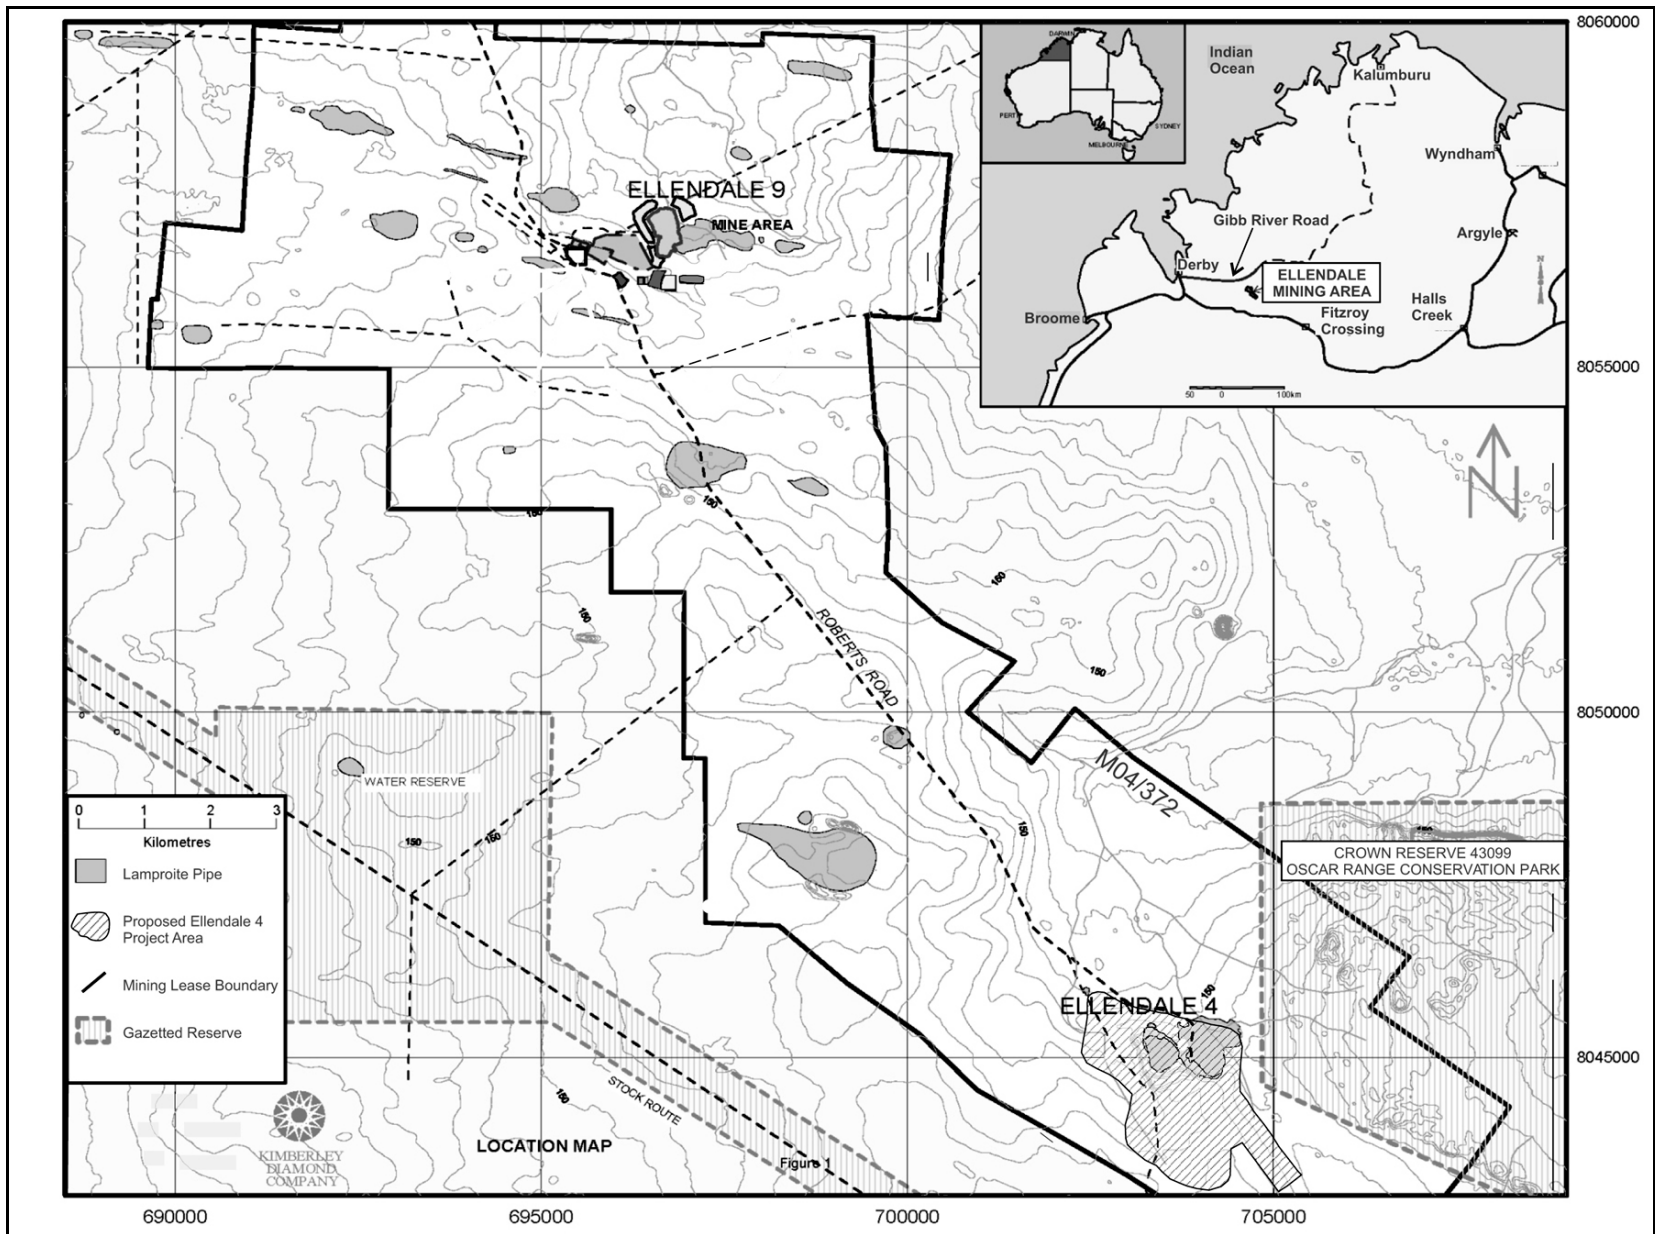 8060000
DARWIN
Indian
Ocean
Kalumburu
PERTH
SYDNEY
MELBOURNE
Wyndham
ELLENDALE 9
MINE AREA
Gibb River Road
Argyle
N
Derby
ELLENDALE
MINING AREA
Halls
Creek
Broome
Fitzroy
Crossing
8055000
50 0 100km
N
150
150
150
150
ROBERTS ROAD
150
8050000
M04/372
WATER RESERVE
0 1 2 3
Kilometres
150
150
150
150
CROWN RESERVE 43099
OSCAR RANGE CONSERVATION PARK
Lamproite Pipe
Proposed Ellendale 4
Project Area
Mining Lease Boundary
Gazetted Reserve
150
ELLENDALE 4
8045000
150
STOCK ROUTE
KIMBERLEY
DIAMOND
COMPANY
LOCATION MAP
Figure 1
690000
695000
700000
705000